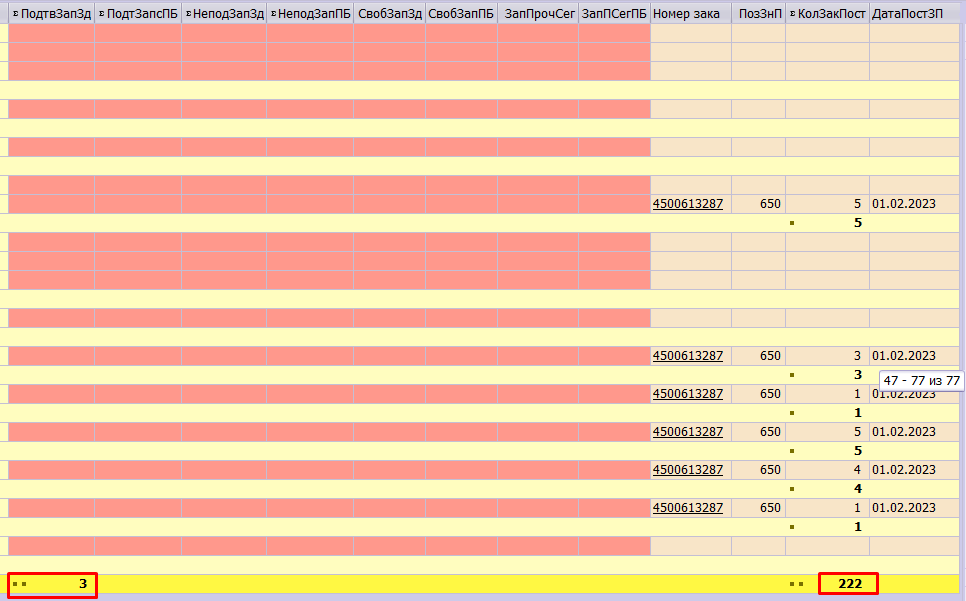 Σ ПодтвЗапЗд Σ ПодтЗапсПБ Σ НеподЗапЗд Σ НеподЗапПБ СвобЗапЗд СвобЗапПБ ЗапПрочСег ЗапПСегПБ Номер зака ПозЗнП Σ КолЗакПост ДатаПостЗП
4500613287 650 5 01.02.2023
5
4500613287 650 3 01.02.2023
3
47 - 77 из 77
4500613287 650 1 01.02.2023
1
4500613287 650 5 01.02.2023
5
4500613287 650 4 01.02.2023
4
4500613287 650 1 01.02.2023
1
3 222